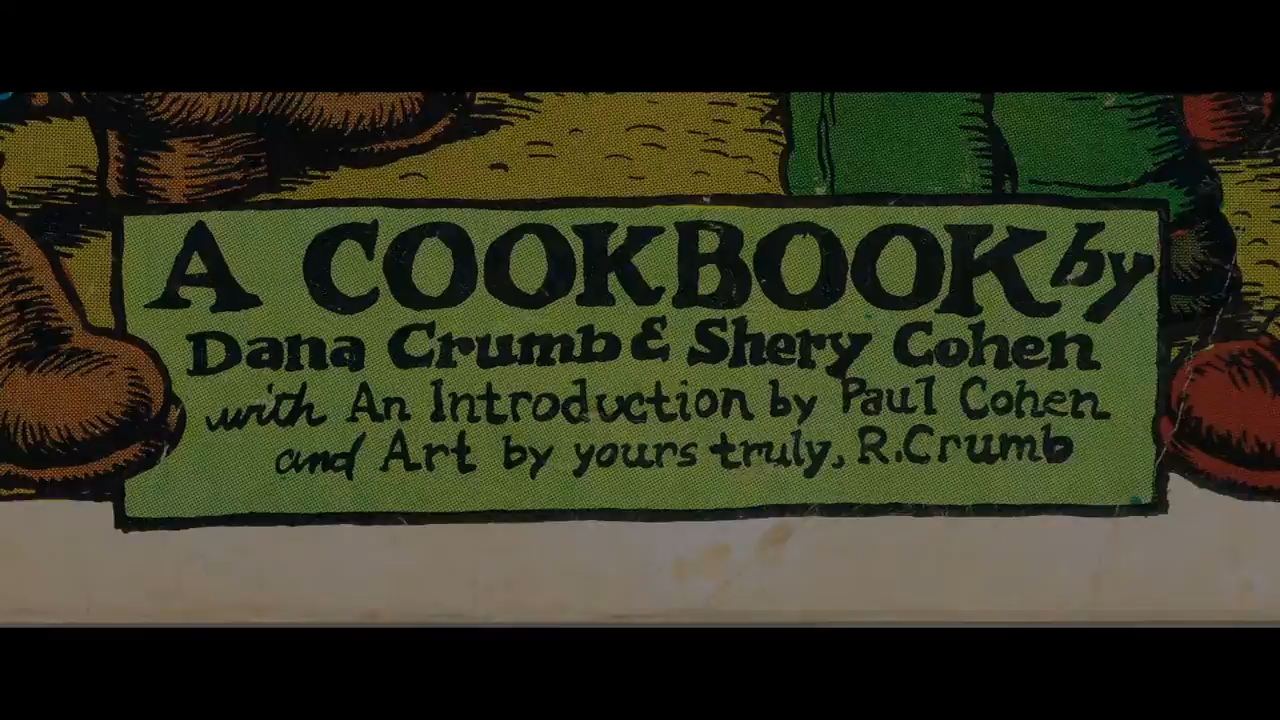 A COOKBOOK by
Dana Crumb & Shery Cohen
with An Introduction by Paul Cohen
and Art by yours truly, R.Crumb